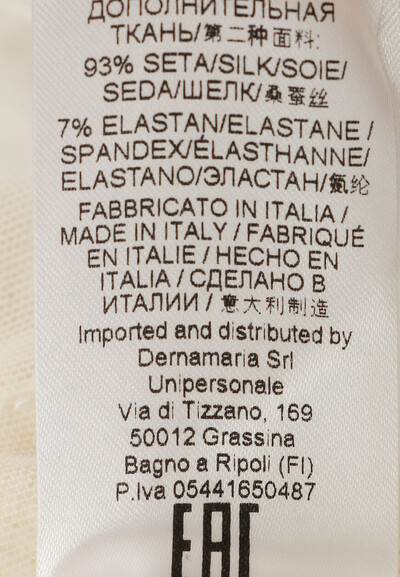 ДОПОЛНИТЕЛЬНАЯ
ТКАНЬ/第二种面料:
93% SETA/SILK/SOIE/
SEDA/ШЕЛК/桑蚕丝
7% ELASTAN/ELASTANE /
SPANDEX/ÉLASTHANNE/
ELASTANO/ЭЛАСТАН/氨纶
FABBRICATO IN ITALIA /
MADE IN ITALY / FABRIQUÉ
EN ITALIE / HECHO EN
ITALIA / СДЕЛАНО В
ИТАЛИИ / 意大利制造
Imported and distributed by
Dernamaria Srl
Unipersonale
Via di Tizzano, 169
50012 Grassina
Bagno a Ripoli (FI)
P.Iva 05441650487
EAC